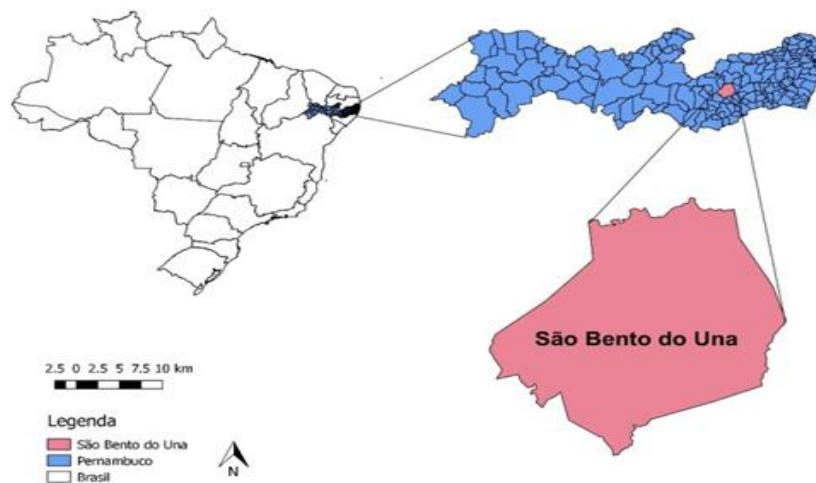 São Bento do Una
2.5 0 2.5 5 7.5 10 km
Legenda
São Bento do Una
Pernambuco
Brasil
N